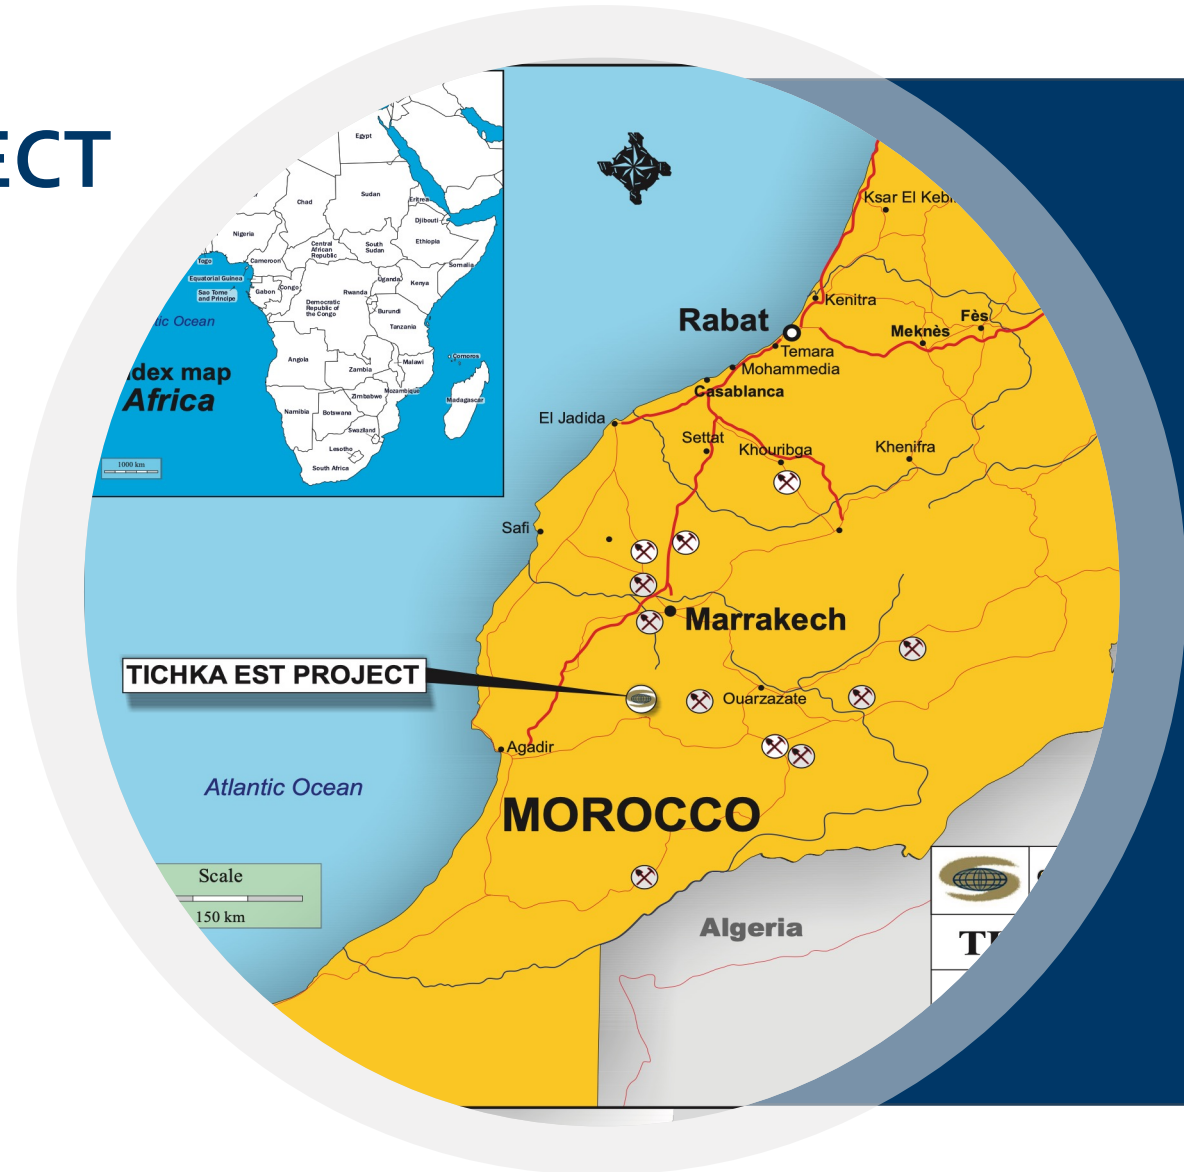 ECT
Egypt
Chad
Sudan
Eritrea
Djibouti
Nigeria
Ethiopia
Central
African
Republic
South
Sudan
Togo
Cameroon
Somalia
Equatorial Guinea
Uganda
Kenya
Gabon
Congo
Rwanda
Sao Tome
and Principe
Democratic
Republic of
the Congo
Burundi
Tanzania
tic Ocean
Angola
Comoros
Malawi
Zambia
dex map
Africa
Mozambique
Zimbabwe
Madagascar
Namibia
Botswana
Swaziland
Lesotho
South Africa
1000 km
Ksar El Kebi
Kenitra
Rabat
Fès
Meknès
Temara
Mohammedia
Casablanca
El Jadida
Settat
Khouribga
Khenifra
Safi
Marrakech
TICHKA EST PROJECT
Ouarzazate
Agadir
Atlantic Ocean
MOROCCO
Scale
150 km
Algeria